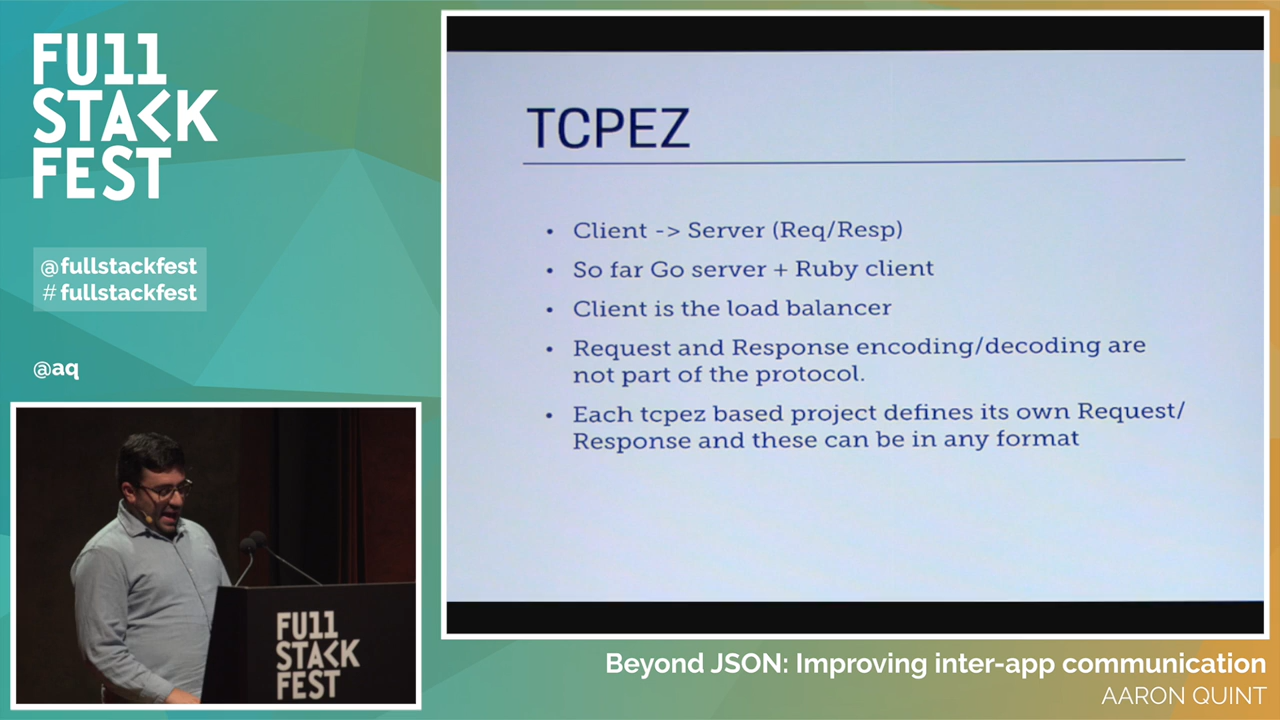 FU11
STACK
FEST
@fullstackfest
# fullstackfest
@aq
TCPEZ
• Client -> Server (Req/Resp)
• So far Go server + Ruby client
• Client is the load balancer
• Request and Response encoding/decoding are
not part of the protocol.
• Each tcpez based project defines its own Request/
Response and these can be in any format
FU11
STACK
FEST
Beyond JSON: Improving inter-app communication
AARON QUINT